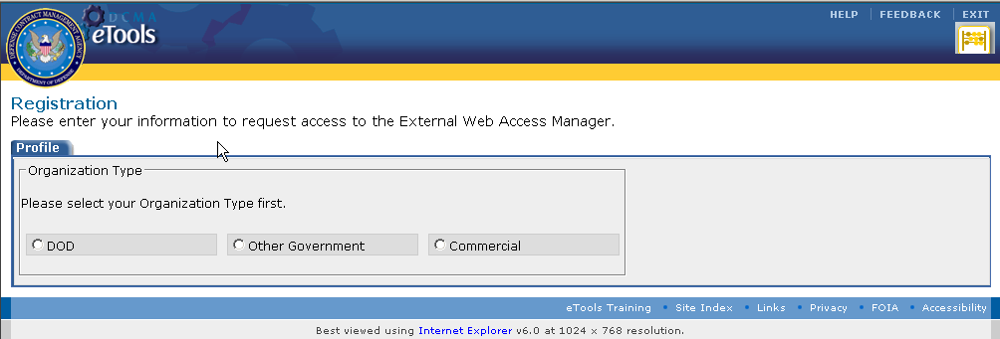 HELP FEEDBACK EXIT
DEFENSE CONTRACT MANAGEMENT AGENCY
DEPARTMENT OF DEFENSE
DCMA
eTools
Registration
Please enter your information to request access to the External Web Access Manager.
Profile
Organization Type
Please select your Organization Type first.
DOD Other Government Commercial
eTools Training • Site Index • Links • Privacy • FOIA • Accessibility
Best viewed using Internet Explorer v6.0 at 1024 x 768 resolution.